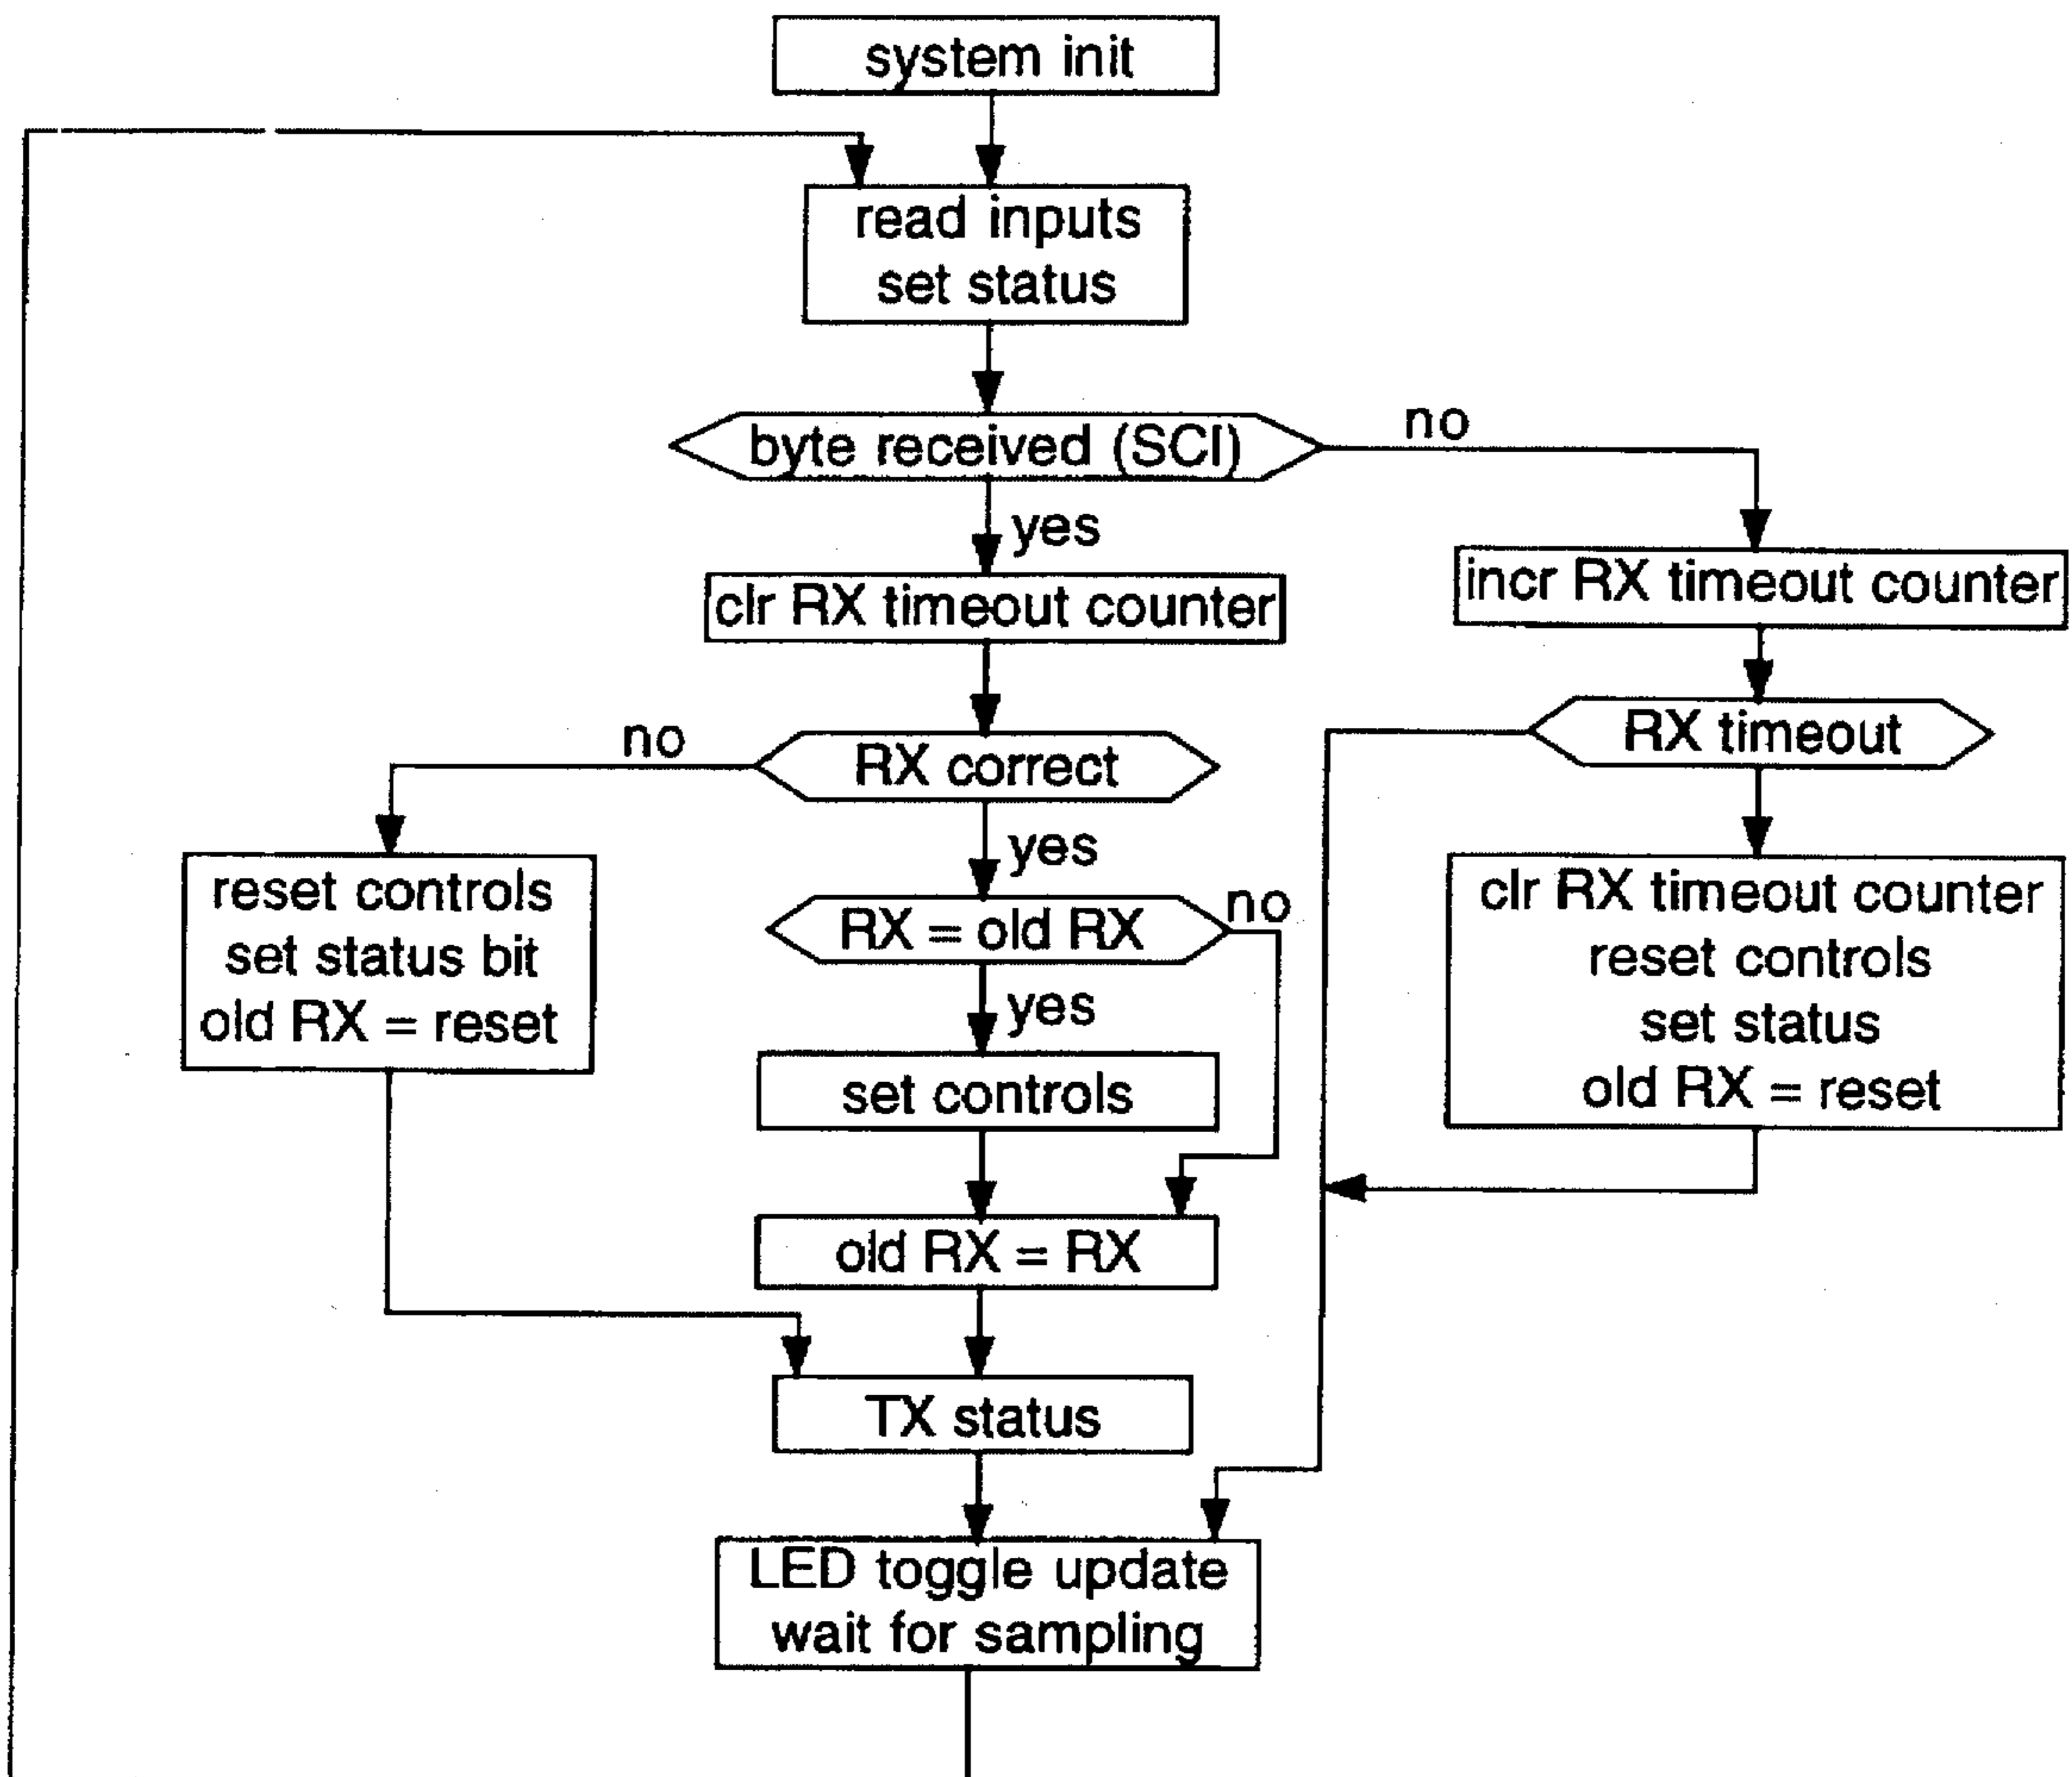 system init
read inputs
set status
byte received (SCI)
no
yes
clr RX timeout counter
incr RX timeout counter
RX timeout
no
RX correct
yes
reset controls
set status bit
old RX = reset
RX = old RX
no
yes
clr RX timeout counter
reset controls
set status
old RX = reset
set controls
old RX = RX
TX status
LED toggle update
wait for sampling